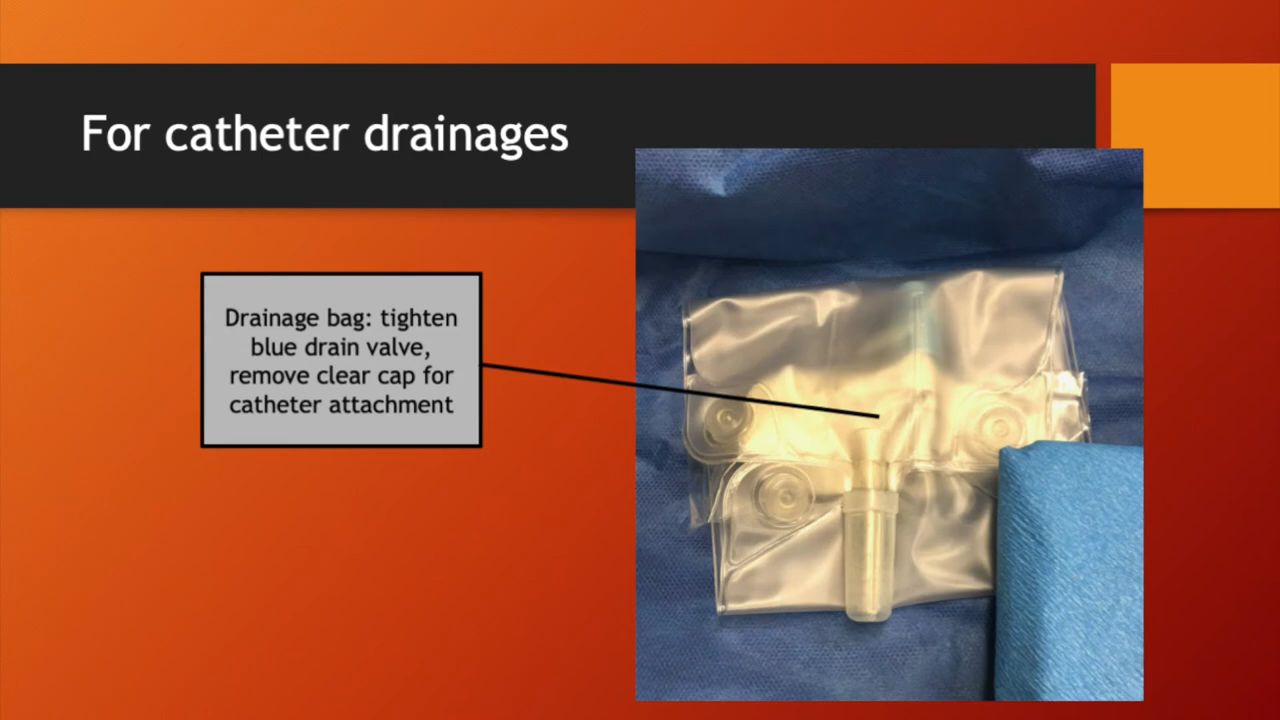 For catheter drainages
Drainage bag: tighten
blue drain valve,
remove clear cap for
catheter attachment